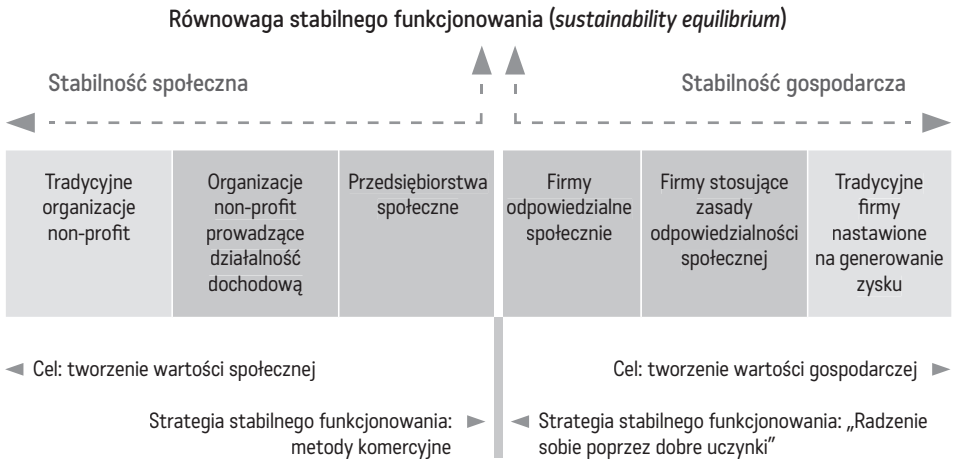 Równowaga stabilnego funkcjonowania (sustainability equilibrium)
Stabilność społeczna
Stabilność gospodarcza
Tradycyjne
organizacje
non-profit
Organizacje
non-profit
prowadzące
działalność
dochodową
Przedsiębiorstwa
społeczne
Firmy
odpowiedzialne
społecznie
Firmy stosujące
zasady
odpowiedzialności
społecznej
Tradycyjne
firmy
nastawione
na generowanie
zysku
Cel: tworzenie wartości społecznej
Cel: tworzenie wartości gospodarczej
Strategia stabilnego funkcjonowania:
metody komercyjne
Strategia stabilnego funkcjonowania: „Radzenie
sobie poprzez dobre uczynki”